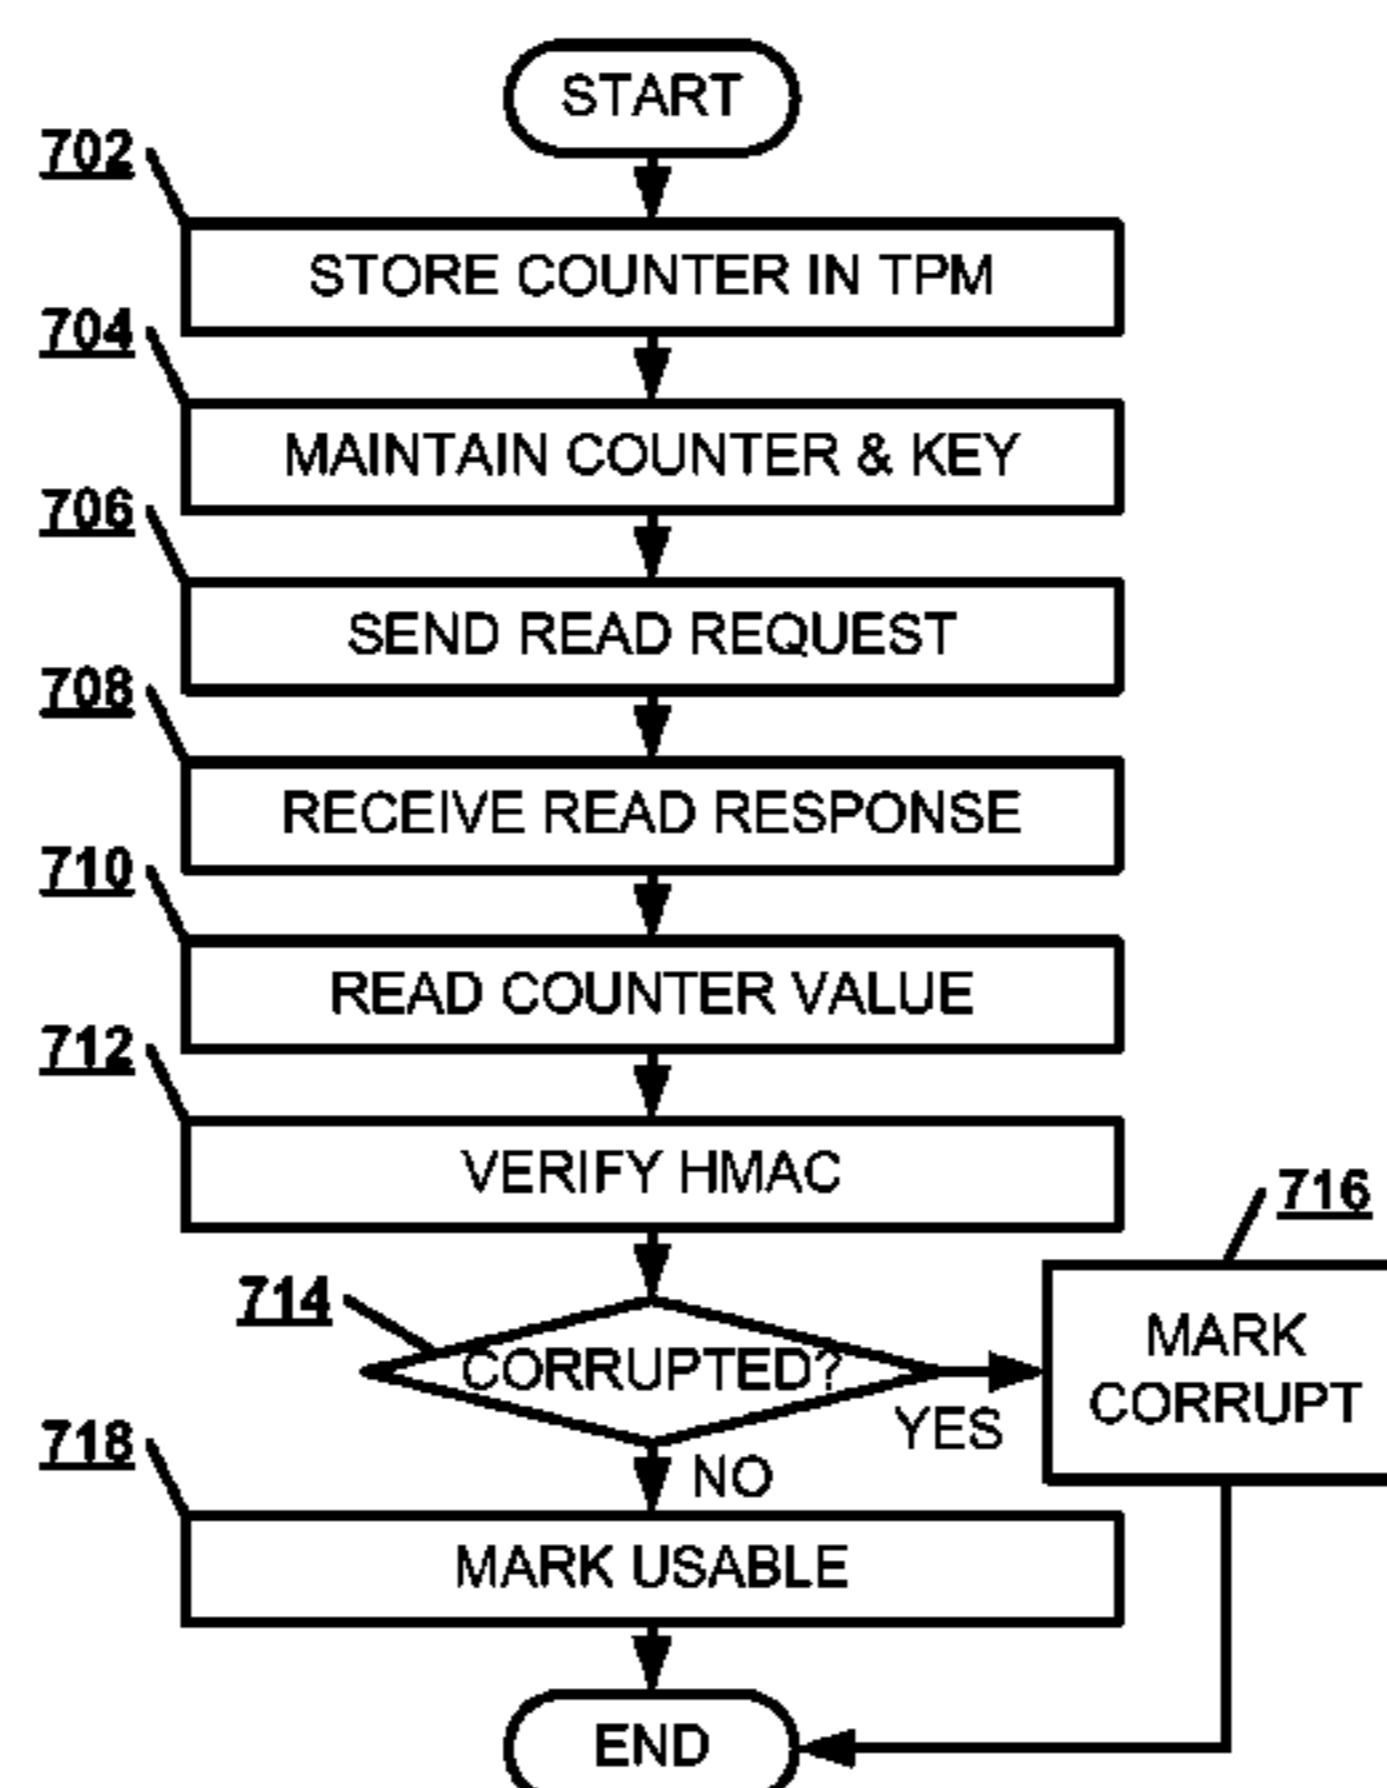 START
702
STORE COUNTER IN TPM
704
MAINTAIN COUNTER & KEY
706
SEND READ REQUEST
708
RECEIVE READ RESPONSE
710
READ COUNTER VALUE
712
VERIFY HMAC
716
714
CORRUPTED?
MARK
CORRUPT
YES
718
NO
MARK USABLE
END